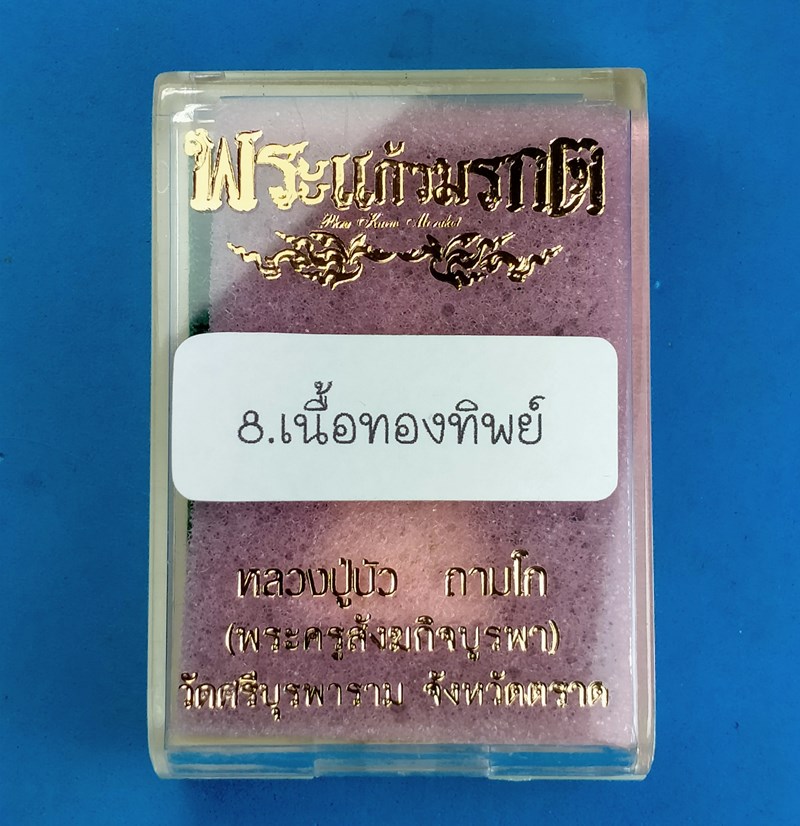 พระแก้วมรกต
Phra Kaew Morakot
8.เนื้อทองทิพย์
หลวงปู่บัว ถามโก
(พระครูสังฆกิจบูรพา)
วัดศรีบุรพาราม จังหวัดตราด